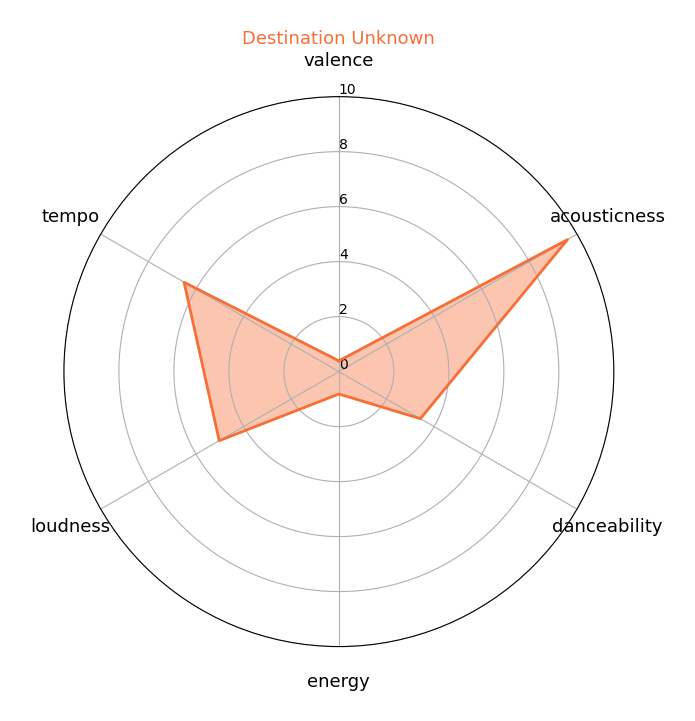 Destination Unknown
valence
10
8
6
4
2
0
tempo
acousticness
loudness
danceability
energy